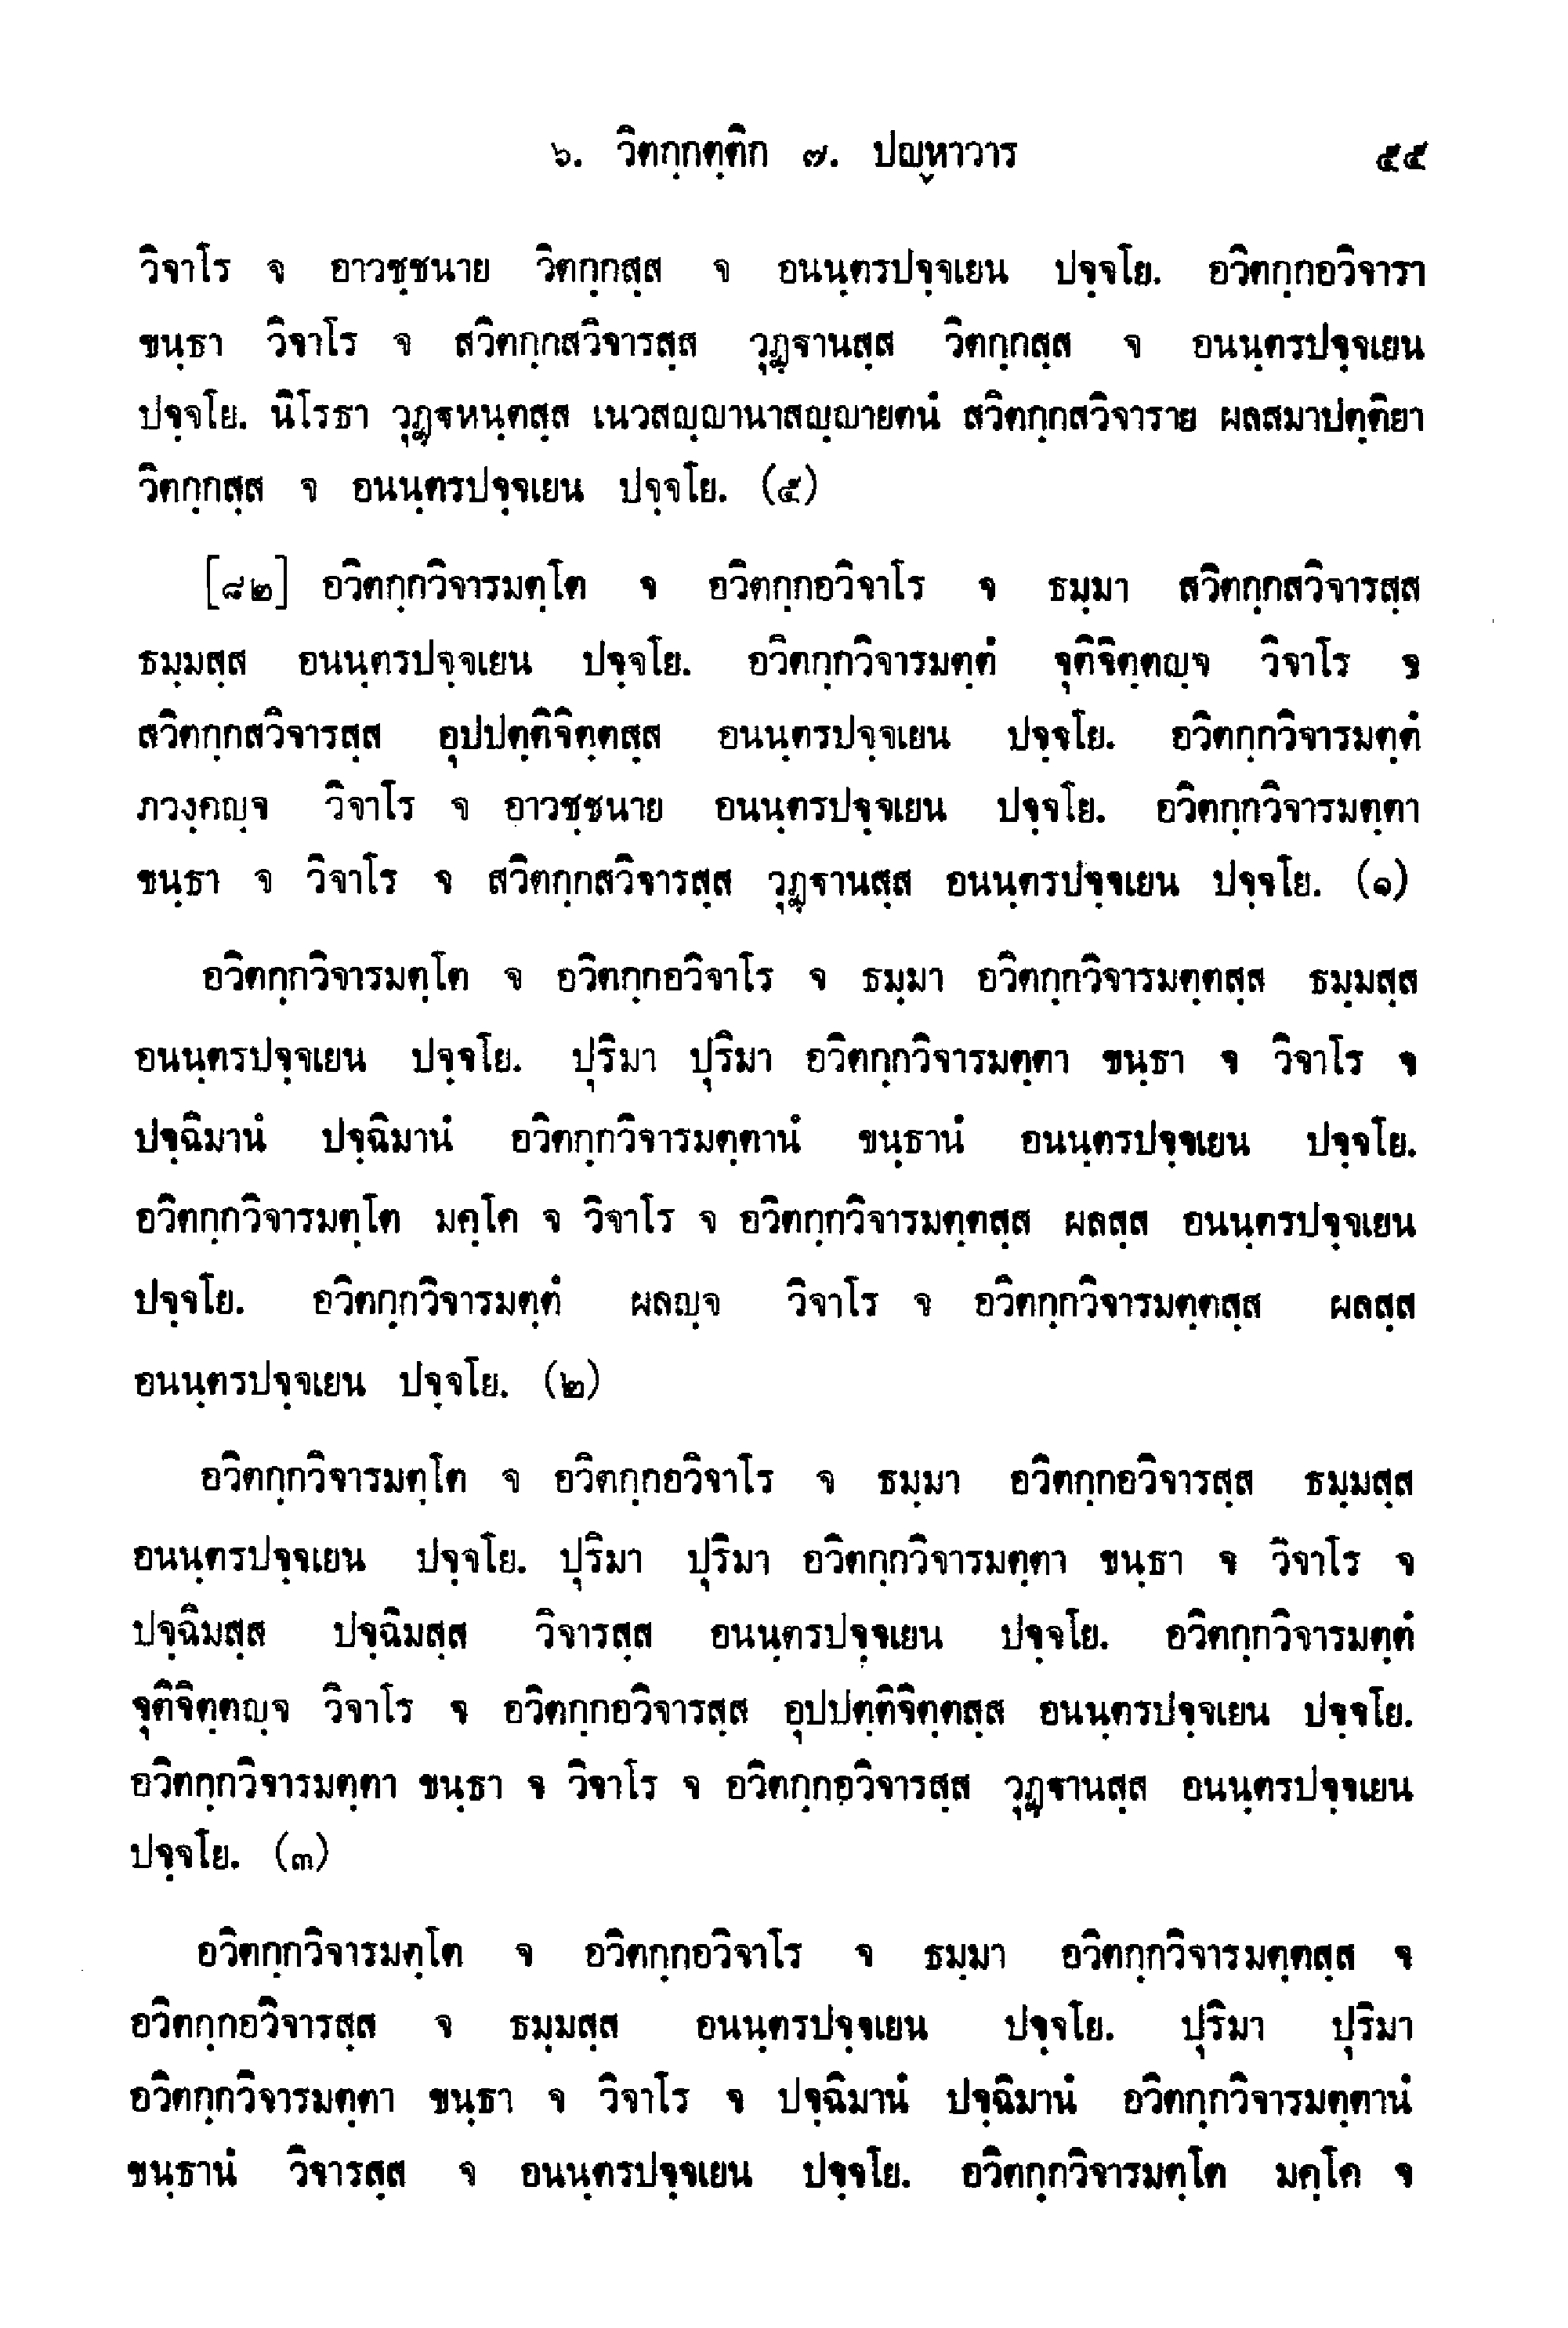 ๖. วิตกฺกตฺติก ๗. ปญฺหาวาร ๕๕
วิจาโร จ อาวชฺชนาย วิตกฺกสฺส จ อนนฺตรปจฺจเยน ปจฺจโย. อวิตกฺกอวิจารา
ขนฺธา วิจาโร จ สวิตกฺกสวิจารสฺส วุฏฺฐานสฺส วิตกฺกสฺส จ อนนฺตรปจฺจเยน
ปจฺจโย. นิโรธา วุฏฺฐหนฺตสฺส เนวสญฺญานาสญฺญายตนํ สวิตกฺกสวิจาราย ผลสมาปตฺติยา
วิตกฺกสฺส จ อนนฺตรปจฺจเยน ปจฺจโย. (๕)
[๘๒] อวิตกฺกวิจารมตฺโต จ อวิตกฺกอวิจาโร จ ธมฺมา สวิตกฺกสวิจารสฺส
ธมฺมสฺส อนนฺตรปจฺจเยน ปจฺจโย. อวิตกฺกวิจารมตฺตํ จุติจิตฺตญฺจ วิจาโร จ
สวิตกฺกสวิจารสฺส อุปปตฺติจิตฺตสฺส อนนฺตรปจฺจเยน ปจฺจโย. อวิตกฺกวิจารมตฺตํ
ภวงฺคญฺจ วิจาโร จ อาวชฺชนาย อนนฺตรปจฺจเยน ปจฺจโย. อวิตกฺกวิจารมตฺตา
ขนฺธา จ วิจาโร จ สวิตกฺกสวิจารสฺส วุฏฺฐานสฺส อนนฺตรปจฺจเยน ปจฺจโย. (๑)
อวิตกฺกวิจารมตฺโต จ อวิตกฺกอวิจาโร จ ธมฺมา อวิตกฺกวิจารมตฺตสฺส ธมฺมสฺส
อนนฺตรปจฺจเยน ปจฺจโย. ปุริมา ปุริมา อวิตกฺกวิจารมตฺตา ขนฺธา จ วิจาโร จ
ปจฺฉิมานํ ปจฺฉิมานํ อวิตกฺกวิจารมตฺตานํ ขนฺธานํ อนนฺตรปจฺจเยน ปจฺจโย.
อวิตกฺกวิจารมตฺโต มคฺโค จ วิจาโร จ อวิตกฺกวิจารมตฺตสฺส ผลสฺส อนนฺตรปจฺจเยน
ปจฺจโย. อวิตกฺกวิจารมตฺตํ ผลญฺจ วิจาโร จ อวิตกฺกวิจารมตฺตสฺส ผลสฺส
อนนฺตรปจฺจเยน ปจฺจโย. (๒)
อวิตกฺกวิจารมตฺโต จ อวิตกฺกอวิจาโร จ ธมฺมา อวิตกฺกอวิจารสฺส ธมฺมสฺส
อนนฺตรปจฺจเยน ปจฺจโย. ปุริมา ปุริมา อวิตกฺกวิจารมตฺตา ขนฺธา จ วิจาโร จ
ปจฺฉิมสฺส ปจฺฉิมสฺส วิจารสฺส อนนฺตรปจฺจเยน ปจฺจโย. อวิตกฺกวิจารมตฺตํ
จุติจิตฺตญฺจ วิจาโร จ อวิตกฺกอวิจารสฺส อุปปตฺติจิตฺตสฺส อนนฺตรปจฺจเยน ปจฺจโย.
อวิตกฺกวิจารมตฺตา ขนฺธา จ วิจาโร จ อวิตกฺกอวิจารสฺส วุฏฺฐานสฺส อนนฺตรปจฺจเยน
ปจฺจโย. (๓)
อวิตกฺกวิจารมตฺโต จ อวิตกฺกอวิจาโร จ ธมฺมา อวิตกฺกวิจารมตฺตสฺส จ
อวิตกฺกอวิจารสฺส จ ธมฺมสฺส อนนฺตรปจฺจเยน ปจฺจโย. ปุริมา ปุริมา
อวิตกฺกวิจารมตฺตา ขนฺธา จ วิจาโร จ ปจฺฉิมานํ ปจฺฉิมานํ อวิตกฺกวิจารมตฺตานํ
ขนฺธานํ วิจารสฺส จ อนนฺตรปจฺจเยน ปจฺจโย. อวิตกฺกวิจารมตฺโต มคฺโค จ